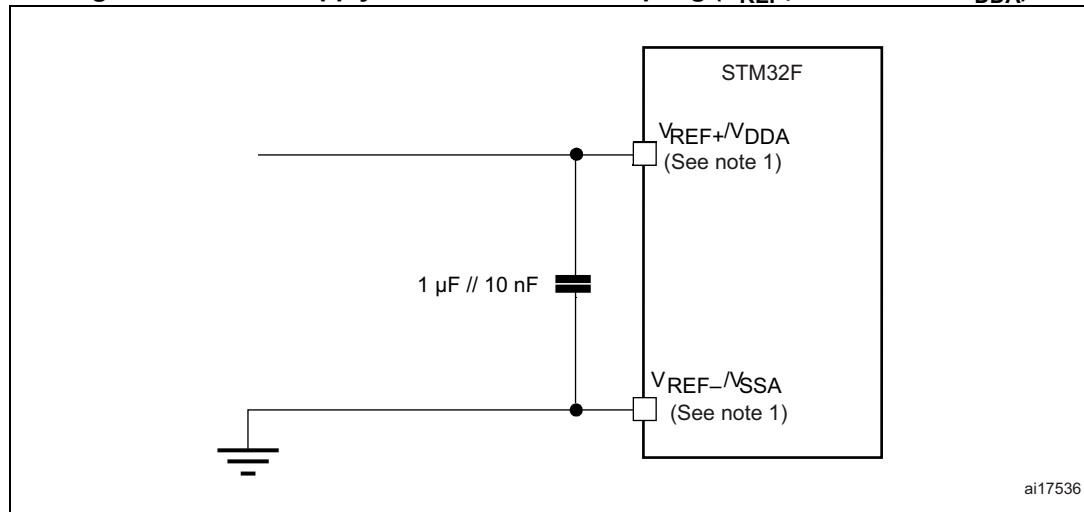 STM32F
VREF+/VDDA
(See note 1)
1 µF // 10 nF
VREF–/VSSA
(See note 1)
ai17536